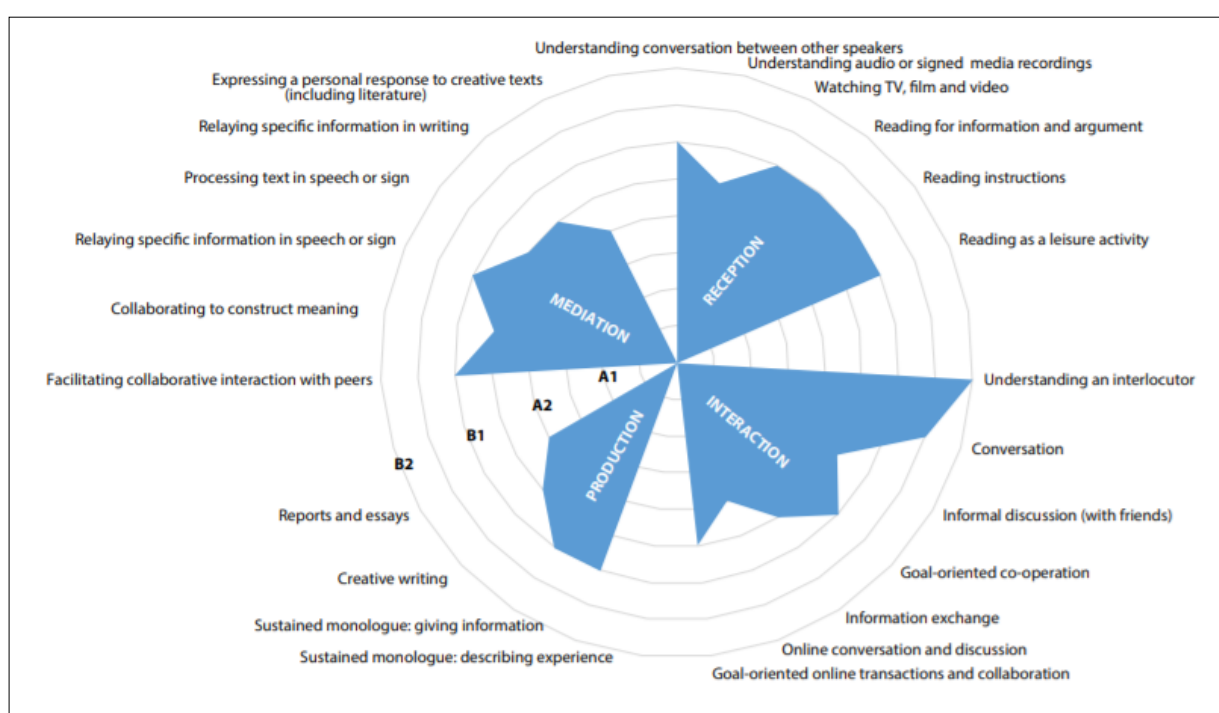 Understanding conversation between other speakers
Understanding audio or signed media recordings
Watching TV, film and video
Reading for information and argument
Reading instructions
Reading as a leisure activity
Understanding an interlocutor
Conversation
Informal discussion (with friends)
Goal-oriented co-operation
Information exchange
Online conversation and discussion
Goal-oriented online transactions and collaboration
Sustained monologue: describing experience
Sustained monologue: giving information
Creative writing
Reports and essays
Facilitating collaborative interaction with peers
Collaborating to construct meaning
Relaying specific information in speech or sign
Processing text in speech or sign
Relaying specific information in writing
Expressing a personal response to creative texts
(including literature)
RECEPTION
INTERACTION
PRODUCTION
MEDIATION
A1
A2
B1
B2